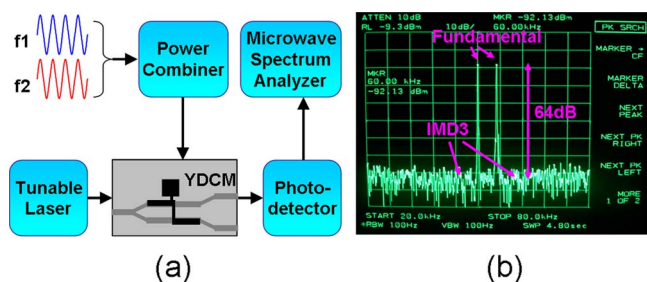 f1
f2
Power
Combiner
Microwave
Spectrum
Analyzer
Tunable
Laser
YDCM
Photo-
detector
(a)
ATTEN 10dB MKR -92.13dBm
RL -9.3dBm 10dB/ 60.00 kHz
Fundamental
MKR
60.00 kHz
-92.13 dBm
64dB
IMD3
START 20.0kHz STOP 80.0kHz
*RBW 100Hz VBW 100Hz SWP 4.80sec
PK SRCH
MARKER →
CF
MARKER
DELTA
NEXT
PEAK
NEXT PK
RIGHT
NEXT PK
LEFT
MORE
1 OF 2
(b)